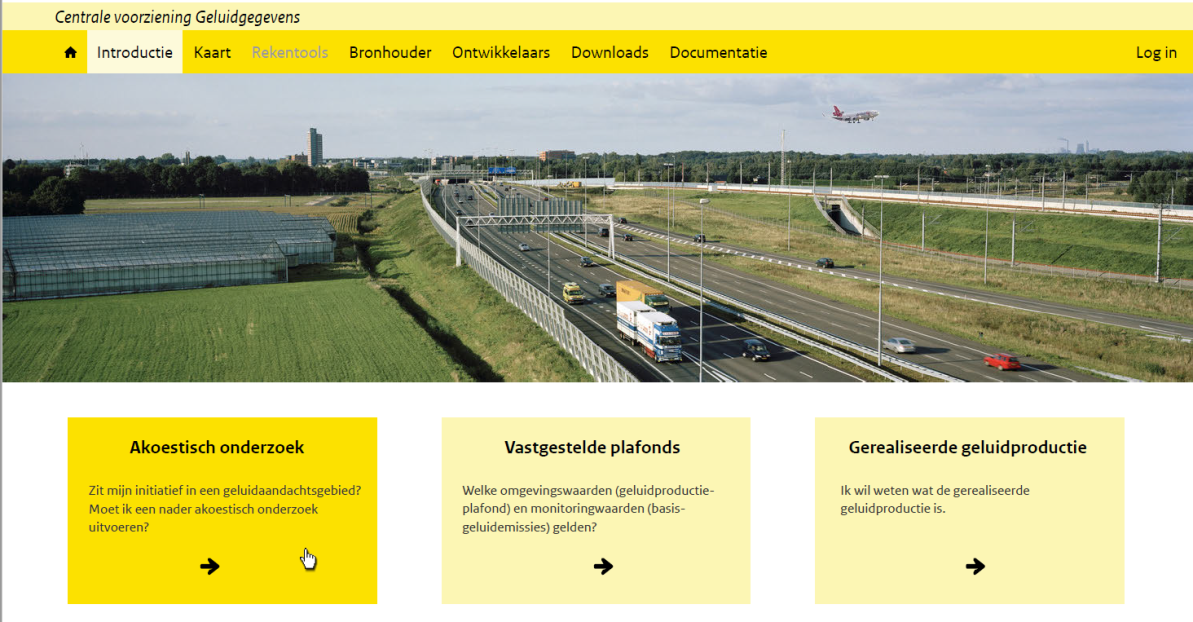 Centrale voorziening Geluidgegevens
Introductie Kaart Rekentools Bronhouder Ontwikkelaars Downloads Documentatie Log in
Akoestisch onderzoek
Zit mijn initiatief in een geluidaandachtsgebied?
Moet ik een nader akoestisch onderzoek
uitvoeren?
Vastgestelde plafonds
Welke omgevingswaarden (geluidproductie-
plafond) en monitoringwaarden (basis-
geluidemissies) gelden?
Gerealiseerde geluidproductie
Ik wil weten wat de gerealiseerde
geluidproductie is.